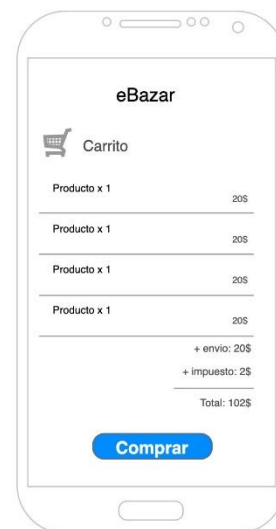 eBazar
Carrito
Producto x 1
20$
Producto x 1
20$
Producto x 1
20$
Producto x 1
20$
+ envio: 20$
+ impuesto: 2$
Total: 102$
Comprar